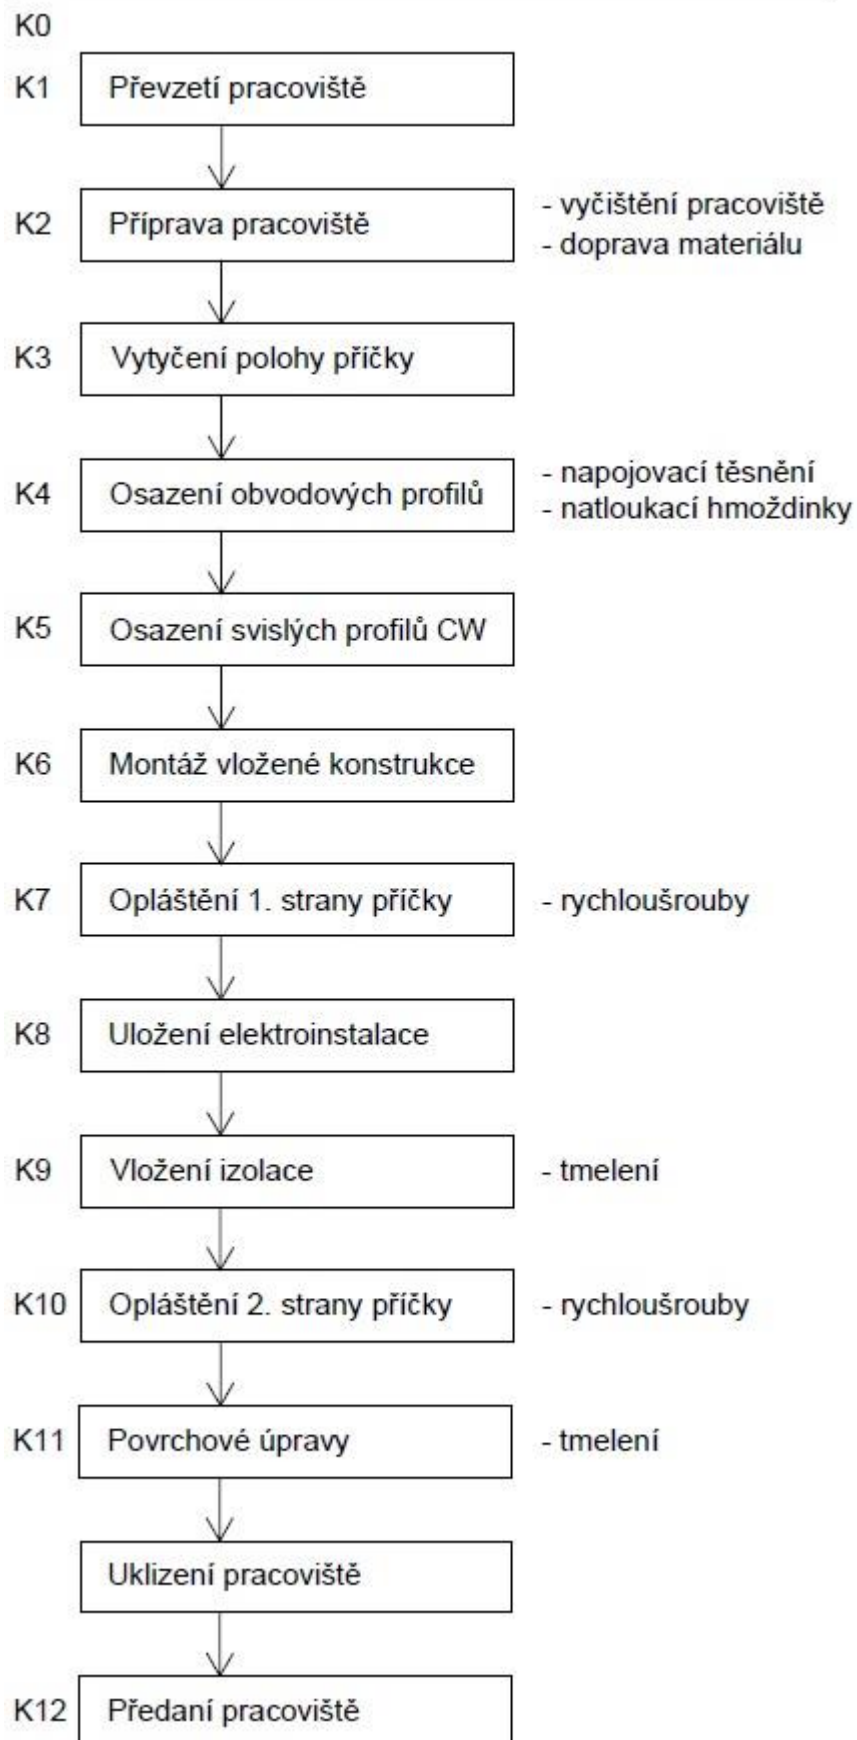 K0
K1 Převzetí pracoviště
K2 Příprava pracoviště - vyčištění pracoviště
- doprava materiálu
K3 Vytyčení polohy příčky
K4 Osazení obvodových profilů - napojovací těsnění
- natloukací hmoždinky
K5 Osazení svislých profilů CW
K6 Montáž vložené konstrukce
K7 Opláštění 1. strany příčky - rychloušrouby
K8 Uložení elektroinstalace
K9 Vložení izolace - tmelení
K10 Opláštění 2. strany příčky - rychloušrouby
K11 Povrchové úpravy - tmelení
Uklizení pracoviště
K12 Předaní pracoviště